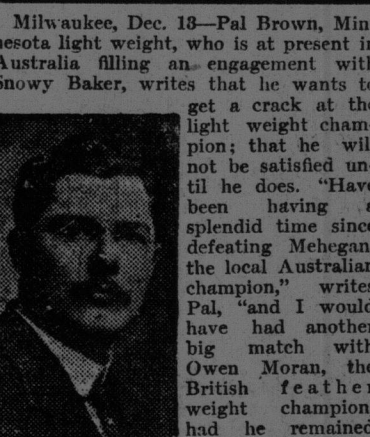 Milwaukee, Dec. 13—Pal Brown, Min
nesota light weight, who is at present in
Australia filling an engagement with
Snowy Baker, writes that he wants to
get a crack at the
light weight cham
pion; that he wil
not be satisfied un
til he does. "Have
been having a
splendid time since
defeating Mehegan
the local Australian
champion," writes
Pal, "and I would
have had another
big match with
Owen Moran, the
British feather
weight champion
had he remained